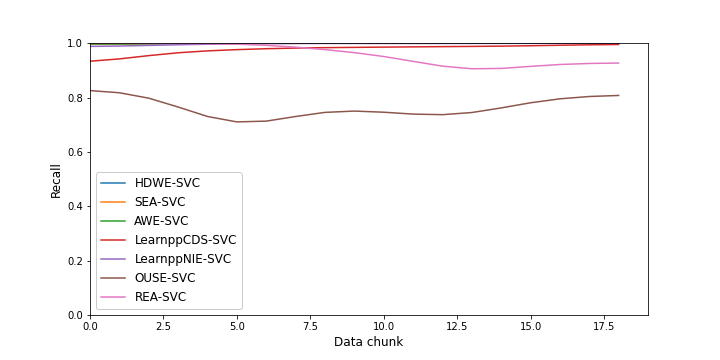 1.0
0.8
0.6
0.4
0.2
0.0
Recall
HDWE-SVC
SEA-SVC
AWE-SVC
LearnppCDS-SVC
LearnppNIE-SVC
OUSE-SVC
REA-SVC
0.0 2.5 5.0 7.5 10.0 12.5 15.0 17.5
Data chunk